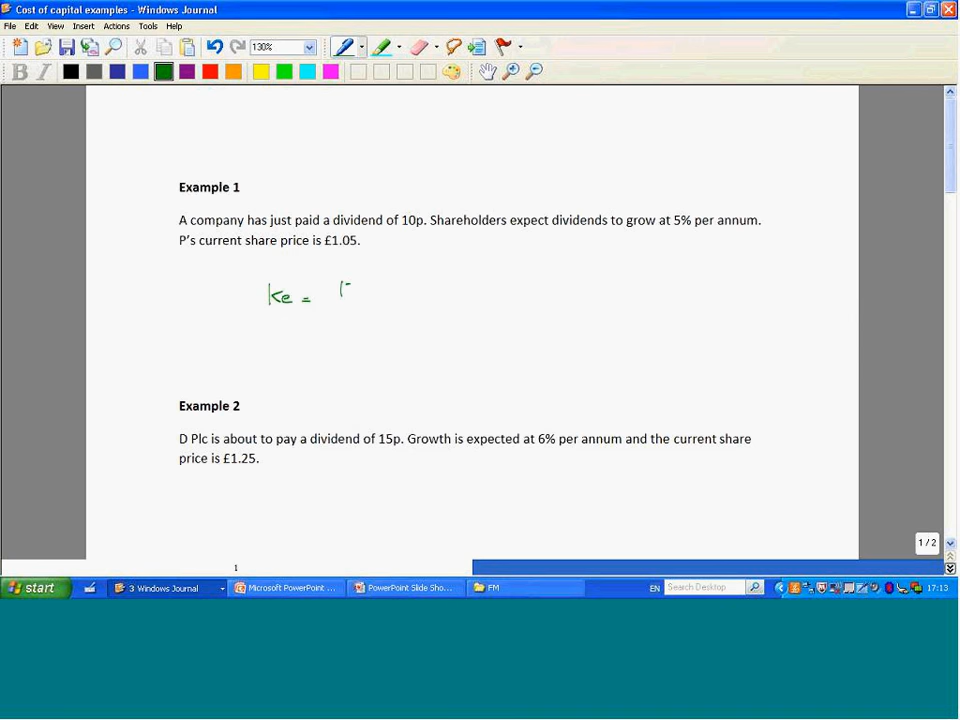 Cost of capital examples - Windows Journal
File Edit View Insert Actions Tools Help
130%
B I
Example 1
A company has just paid a dividend of 10p. Shareholders expect dividends to grow at 5% per annum.
P's current share price is £1.05.
Ke =
Example 2
D Plc is about to pay a dividend of 15p. Growth is expected at 6% per annum and the current share
price is £1.25.
1 / 2
1
start 3 Windows Journal Microsoft PowerPoint ... PowerPoint Slide Sho... FM EN Search Desktop 17:13